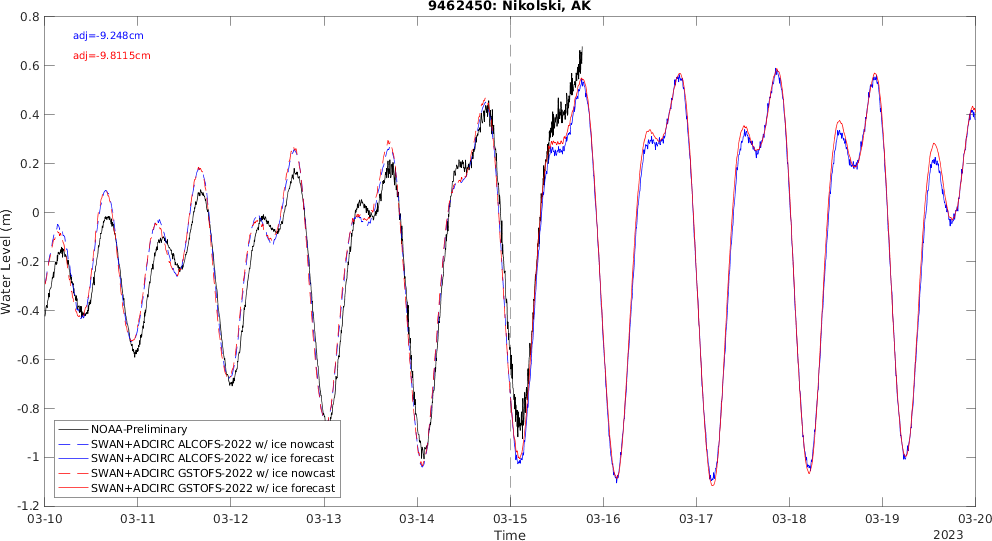 9462450: Nikolski, AK
adj=-9.248cm
adj=-9.8115cm
Water Level (m)
0.8
0.6
0.4
0.2
0
-0.2
-0.4
-0.6
-0.8
-1
-1.2
NOAA-Preliminary
SWAN+ADCIRC ALCOFS-2022 w/ ice nowcast
SWAN+ADCIRC ALCOFS-2022 w/ ice forecast
SWAN+ADCIRC GSTOFS-2022 w/ ice nowcast
SWAN+ADCIRC GSTOFS-2022 w/ ice forecast
03-10 03-11 03-12 03-13 03-14 03-15 03-16 03-17 03-18 03-19 03-20
Time
2023